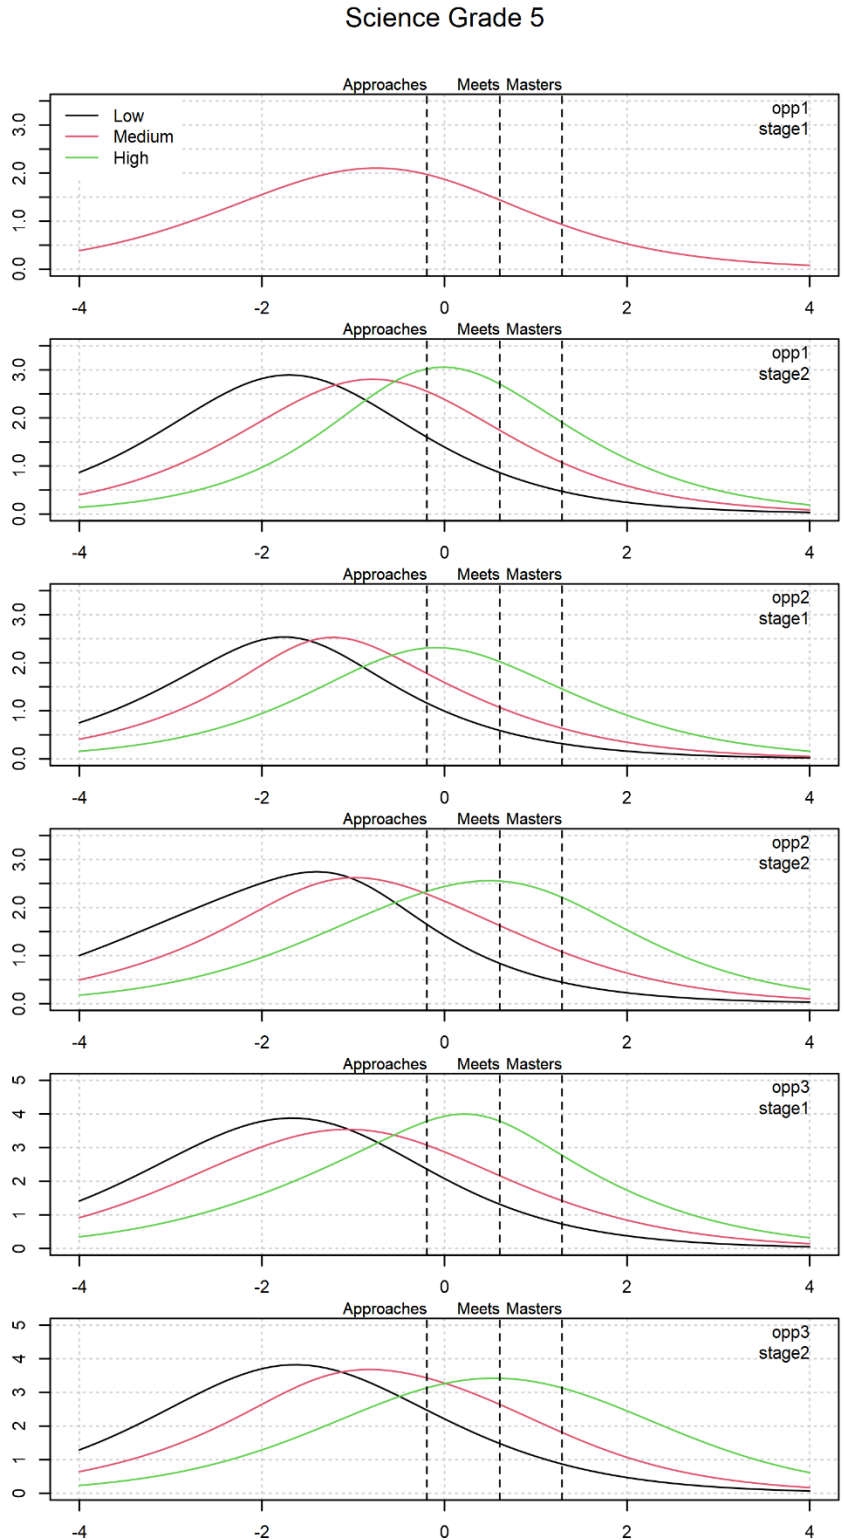 Science Grade 5
Approaches Meets Masters
Low
Medium
High
opp1
stage1
3.0
2.0
1.0
0.0
-4 -2 0 2 4
Approaches Meets Masters
opp1
stage2
3.0
2.0
1.0
0.0
-4 -2 0 2 4
Approaches Meets Masters
opp2
stage1
3.0
2.0
1.0
0.0
-4 -2 0 2 4
Approaches Meets Masters
opp2
stage2
3.0
2.0
1.0
0.0
-4 -2 0 2 4
Approaches Meets Masters
opp3
stage1
5
4
3
2
1
0
-4 -2 0 2 4
Approaches Meets Masters
opp3
stage2
5
4
3
2
1
0
-4 -2 0 2 4